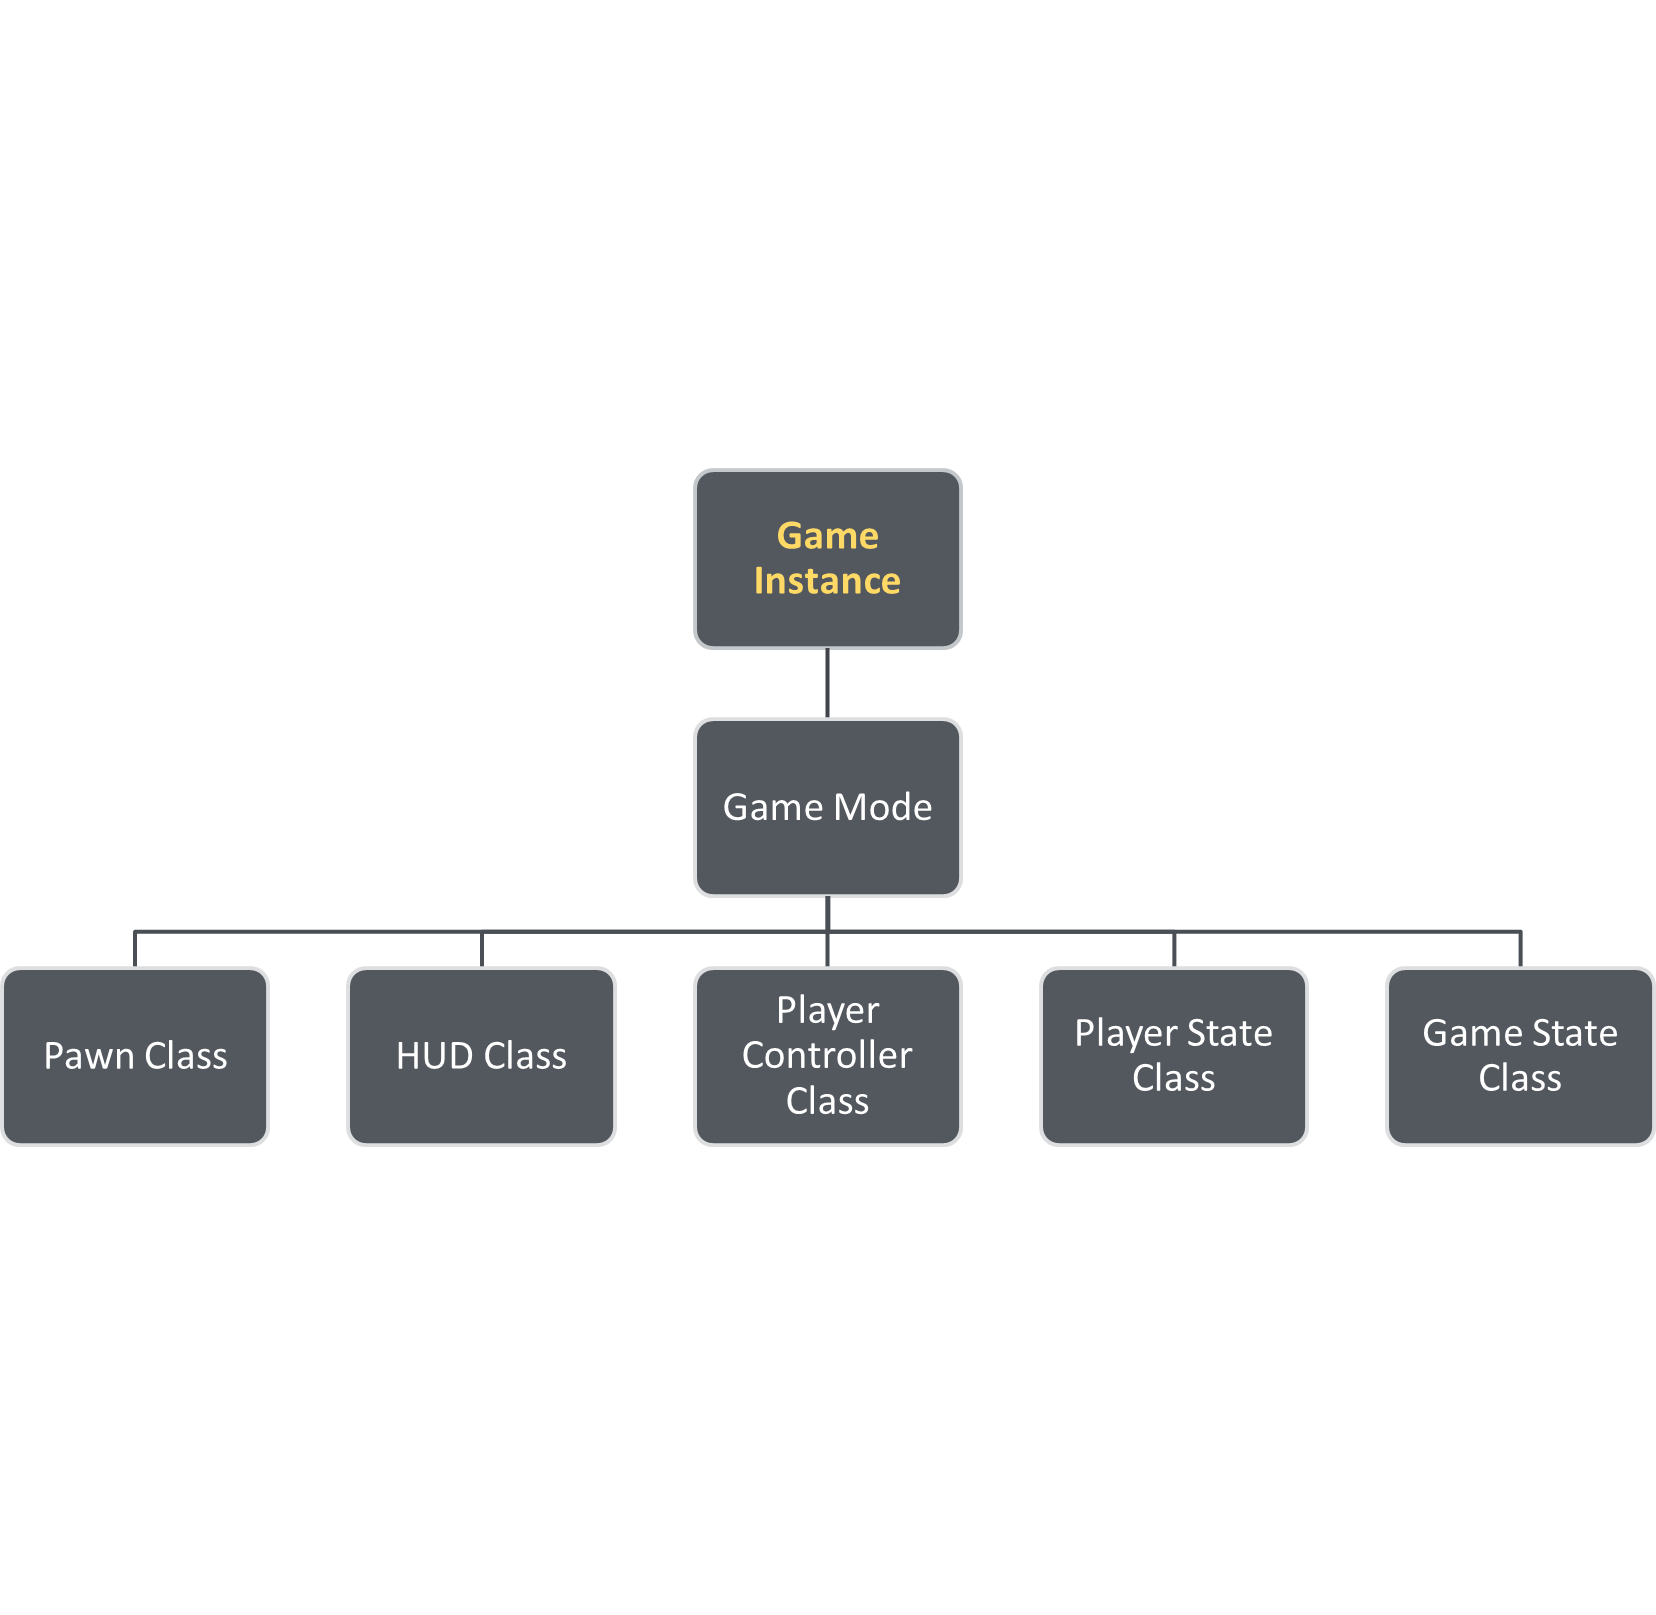 Game
Instance
Game Mode
Pawn Class
HUD Class
Player
Controller
Class
Player State
Class
Game State
Class